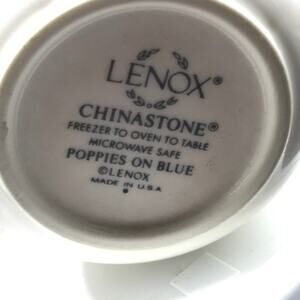 LENOX®
CHINASTONE®
FREEZER TO OVEN TO TABLE
MICROWAVE SAFE
POPPIES ON BLUE
©LENOX
MADE IN U.S.A.